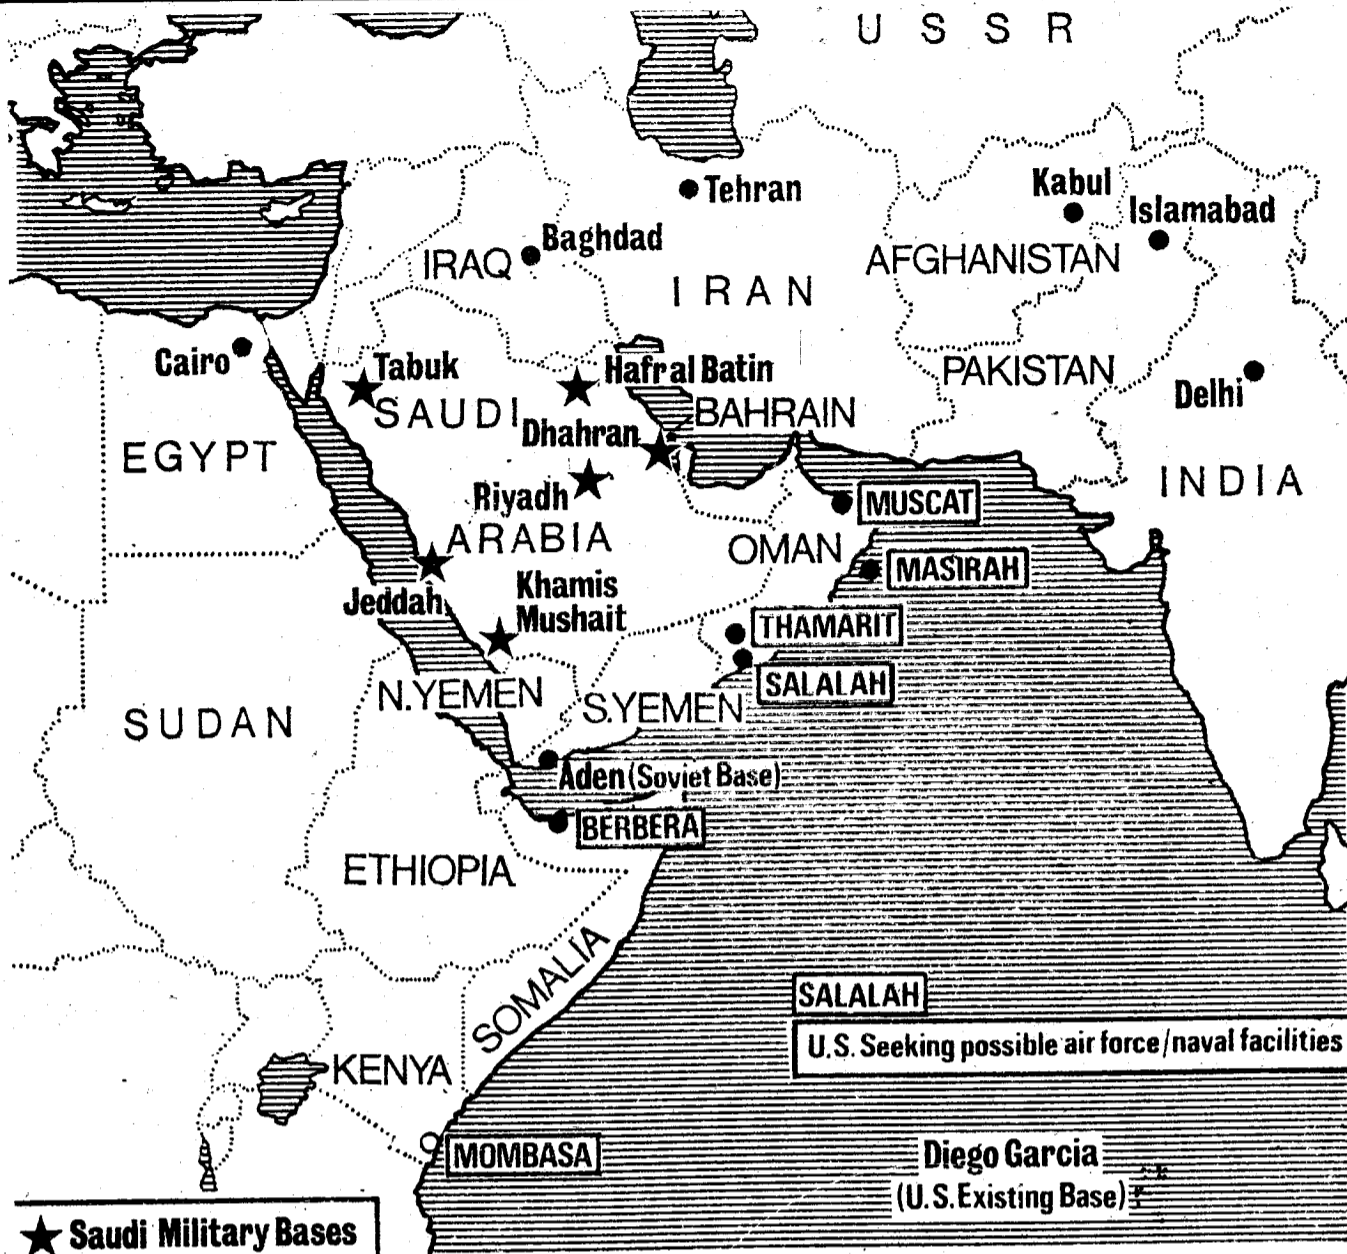 USSR
Tehran
Kabul
Islamabad
Baghdad
IRAQ
AFGHANISTAN
IRAN
Cairo
Tabuk
Hafr al Batin
PAKISTAN
Delhi
SAUDI
BAHRAIN
Dhahran
EGYPT
Riyadh
INDIA
MUSCAT
ARABIA
OMAN
MASIRAH
Jeddah
Khamis
Mushait
THAMARIT
SALALAH
N.YEMEN
S.YEMEN
SUDAN
Aden (Soviet Base)
BERBERA
ETHIOPIA
SOMALIA
SALALAH
U.S. Seeking possible air force/naval facilities
KENYA
MOMBASA
Diego Garcia
(U.S. Existing Base)
Saudi Military Bases